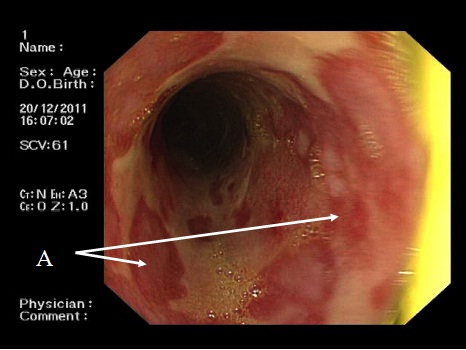 1
Name :
Sex : Age :
D.O.Birth :
20/12/2011
16:07:02
SCV:61
Cr:N Eh:A3
Ce:0 Z:1.0
A
Physician :
Comment :